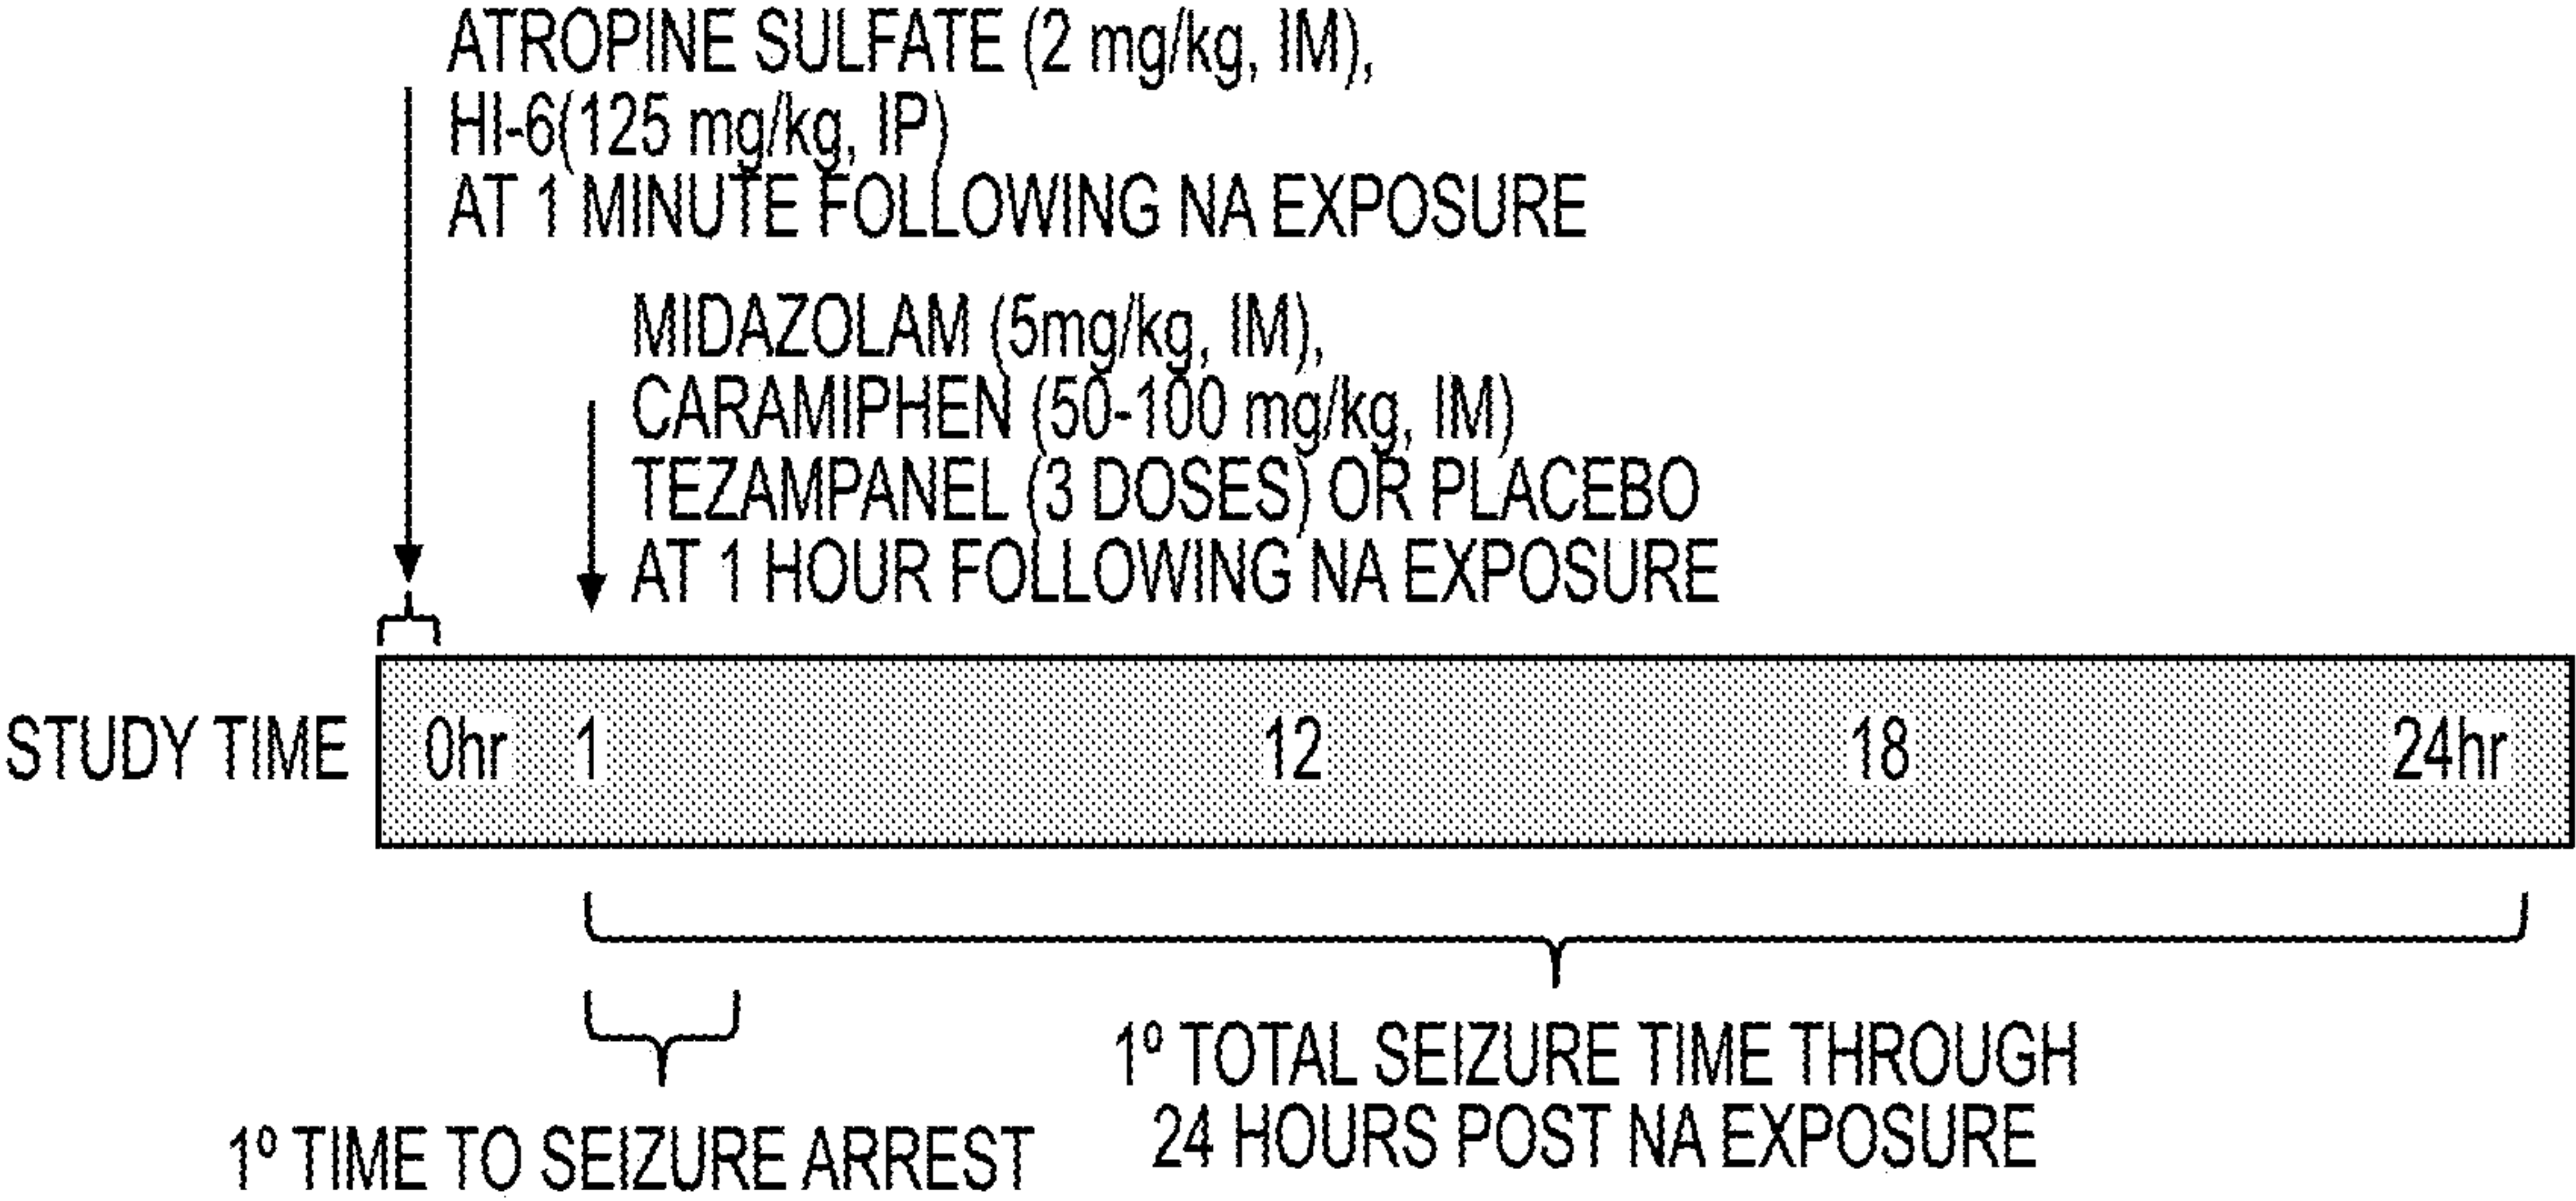 ATROPINE SULFATE (2 mg/kg, IM),
HI-6(125 mg/kg, IP)
AT 1 MINUTE FOLLOWING NA EXPOSURE
MIDAZOLAM (5mg/kg, IM),
CARAMIPHEN (50-100 mg/kg, IM)
TEZAMPANEL (3 DOSES) OR PLACEBO
AT 1 HOUR FOLLOWING NA EXPOSURE
STUDY TIME 0hr 1 12 18 24hr
1º TOTAL SEIZURE TIME THROUGH
24 HOURS POST NA EXPOSURE
1º TIME TO SEIZURE ARREST